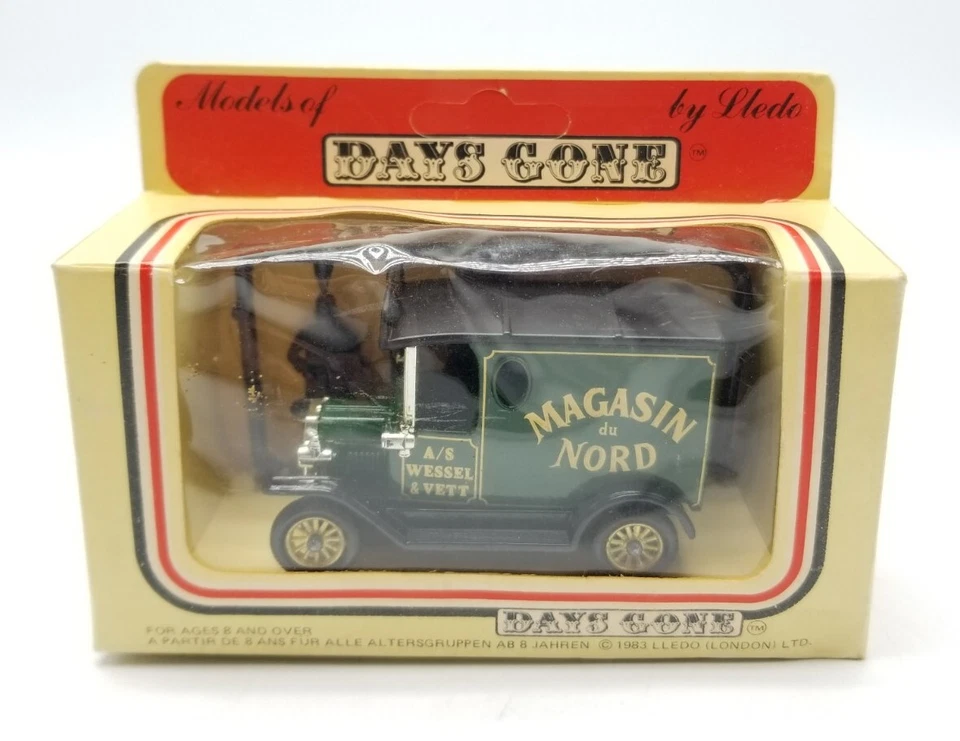 Models of by Lledo
DAYS GONE TM
MAGASIN
du
NORD
A/S
WESSEL
& VETT
DAYS GONE TM
FOR AGES 8 AND OVER
A PARTIR DE 8 ANS FUR ALLE ALTERSGRUPPEN AB 8 JAHREN © 1983 LLEDO (LONDON) LTD.